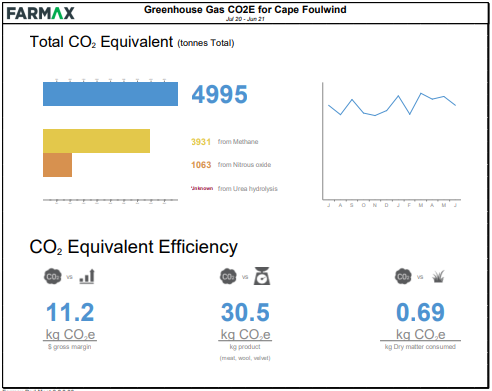 FARMAX
Greenhouse Gas CO2E for Cape Foulwind
Jul 20 - Jun 21
Total CO₂ Equivalent (tonnes Total)
4995
3931 from Methane
1063 from Nitrous oxide
Unknown from Urea hydrolysis
J A S O N D J F M A M J
CO₂ Equivalent Efficiency
CO₂ vs
CO₂ vs
CO₂ vs
11.2
kg CO₂e
$ gross margin
30.5
kg CO₂e
kg product
(meat, wool, velvet)
0.69
kg CO₂e
kg Dry matter consumed